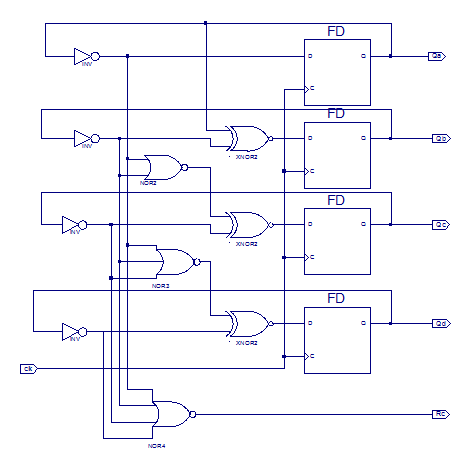 FD
INV
D
Q
Qa
C
FD
INV
XNOR2
D
Q
Qb
C
NOR2
FD
INV
XNOR2
D
Q
Qc
C
NOR3
FD
INV
XNOR2
D
Q
Qd
C
ck
Rc
NOR4